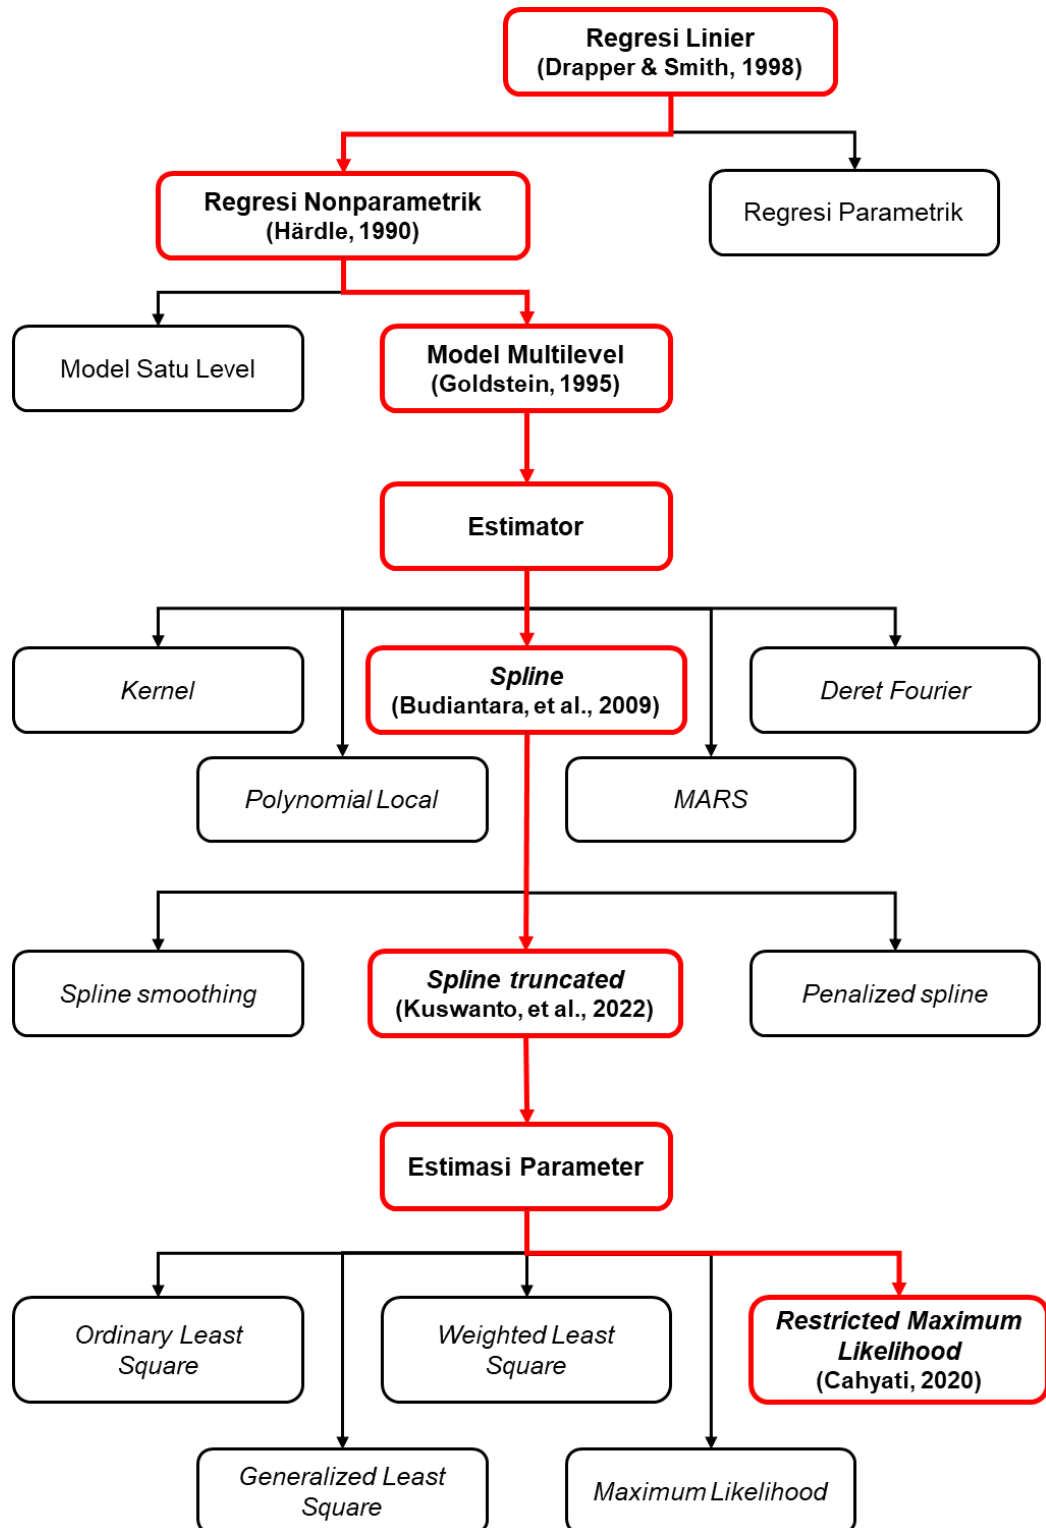 Regresi Linier
(Drapper & Smith, 1998)
Regresi Nonparametrik
(Härdle, 1990)
Regresi Parametrik
Model Satu Level
Model Multilevel
(Goldstein, 1995)
Estimator
Kernel
Spline
(Budiantara, et al., 2009)
Deret Fourier
Polynomial Local
MARS
Spline smoothing
Spline truncated
(Kuswanto, et al., 2022)
Penalized spline
Estimasi Parameter
Ordinary Least
Square
Weighted Least
Square
Restricted Maximum
Likelihood
(Cahyati, 2020)
Generalized Least
Square
Maximum Likelihood